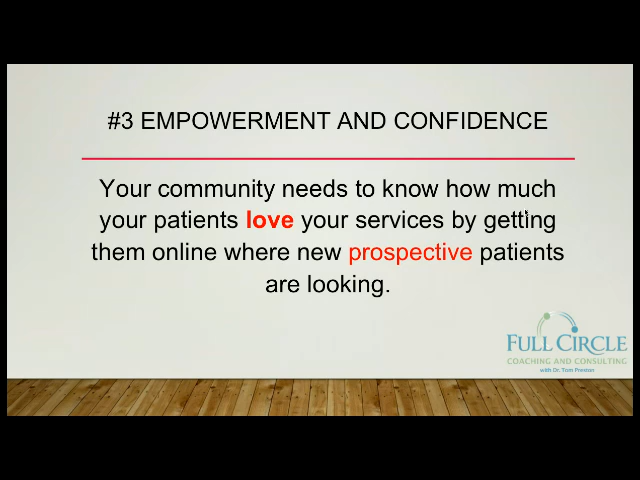 #3 EMPOWERMENT AND CONFIDENCE
Your community needs to know how much
your patients love your services by getting
them online where new prospective patients
are looking.
FULL CIRCLE
COACHING AND CONSULTING
with Dr. Tom Preston